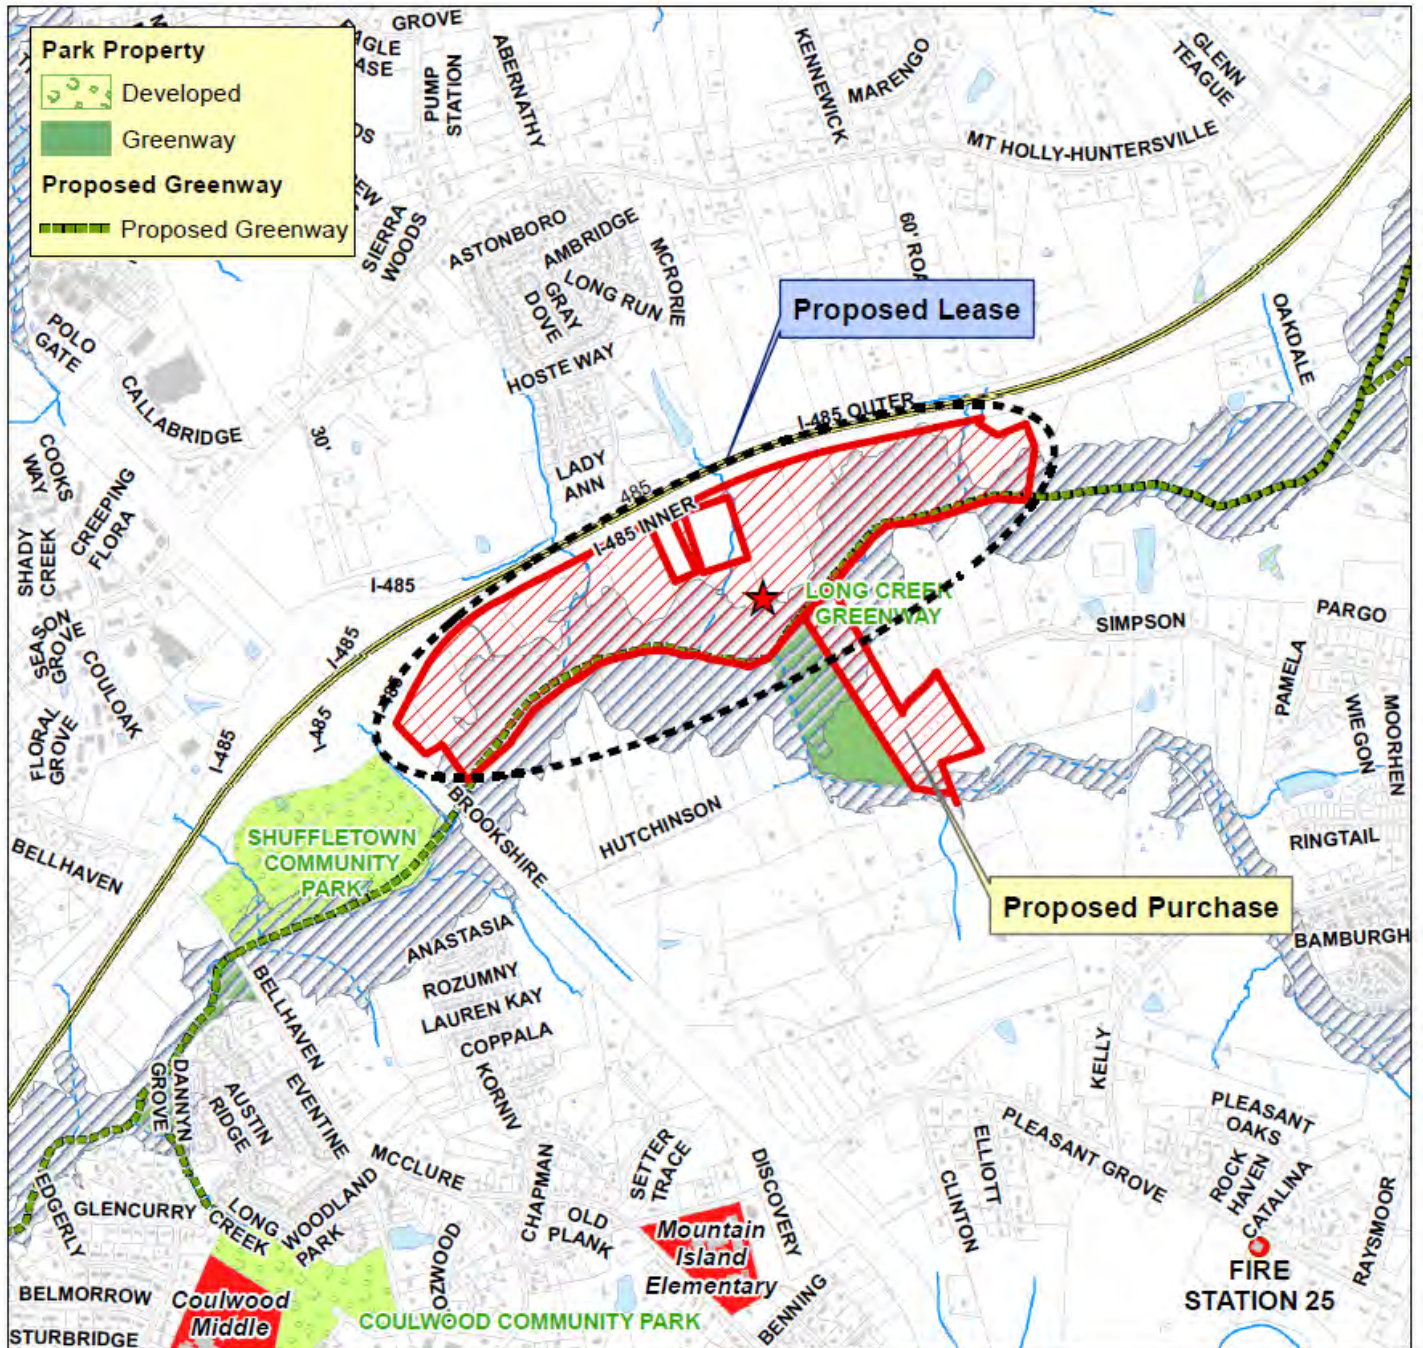 Park Property
Developed
Greenway
Proposed Greenway
Proposed Greenway
GROVE
EAGLE
ASE
PUMP
STATION
ABERNATHY
KENNEWICK
MARENGO
GLENN
TEAGUE
MT HOLLY-HUNTERSVILLE
SIERRA
WOODS
ASTONBORO
AMBRIDGE
LONG RUN
GRAY
DOVE
MCRORIE
HOSTE WAY
60' ROA
Proposed Lease
OAKDALE
POLO
GATE
CALLABRIDGE
30'
COOKS
WAY
CREEPING
FLORA
SHADY
CREEK
SEASON
GROVE
COULOAK
FLORAL
GROVE
LADY
ANN
485
I-485 INNER
I-485 OUTER
I-485
I-485
I-485
I-485
485
LONG CREEK
GREENWAY
SIMPSON
PARGO
PAMELA
WIEGON
MOORHEN
RINGTAIL
BAMBURGH
BELLHAVEN
SHUFFLETOWN
COMMUNITY
PARK
BROOKSHIRE
HUTCHINSON
Proposed Purchase
ANASTASIA
ROZUMNY
LAUREN KAY
COPPALA
KORNIV
BELLHAVEN
DANNYN
GROVE
AUSTIN
RIDGE
EVENTINE
MCCLURE
KELLY
PLEASANT
OAKS
PLEASANT GROVE
ROCK
HAVEN
CATALINA
ELLIOTT
CLINTON
RAYSMOOR
FIRE
STATION 25
EDGERLY
GLENCURRY
LONG
CREEK
WOODLAND
PARK
CHAPMAN
OLD
PLANK
SETTER
TRACE
DISCOVERY
OZWOOD
Mountain
Island
Elementary
BENNING
BELMORROW
STURBRIDGE
Coulwood
Middle
COULWOOD COMMUNITY PARK